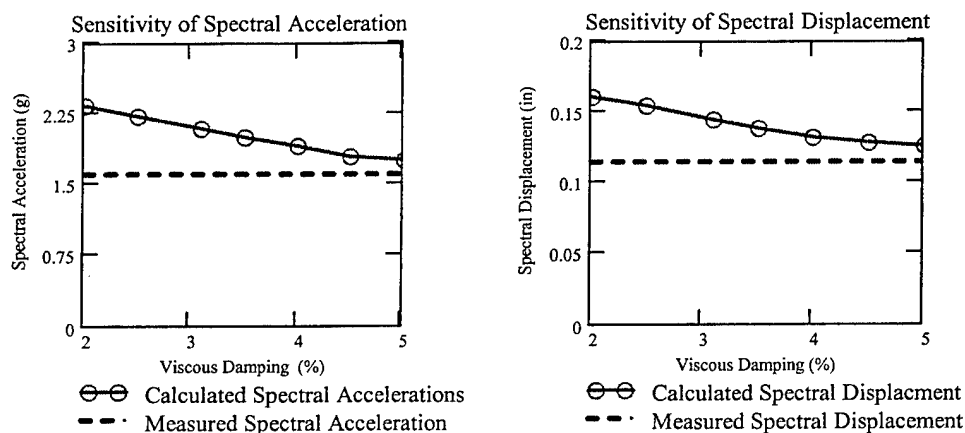 Sensitivity of Spectral Acceleration
3
2.25
1.5
0.75
0
Spectral Acceleration (g)
2
3
4
5
Viscous Damping (%)
Calculated Spectral Accelerations
Measured Spectral Acceleration
Sensitivity of Spectral Displacement
0.2
0.15
0.1
0.05
0
Spectral Displacement (in)
2
3
4
5
Viscous Damping (%)
Calculated Spectral Displacment
Measured Spectral Displacement